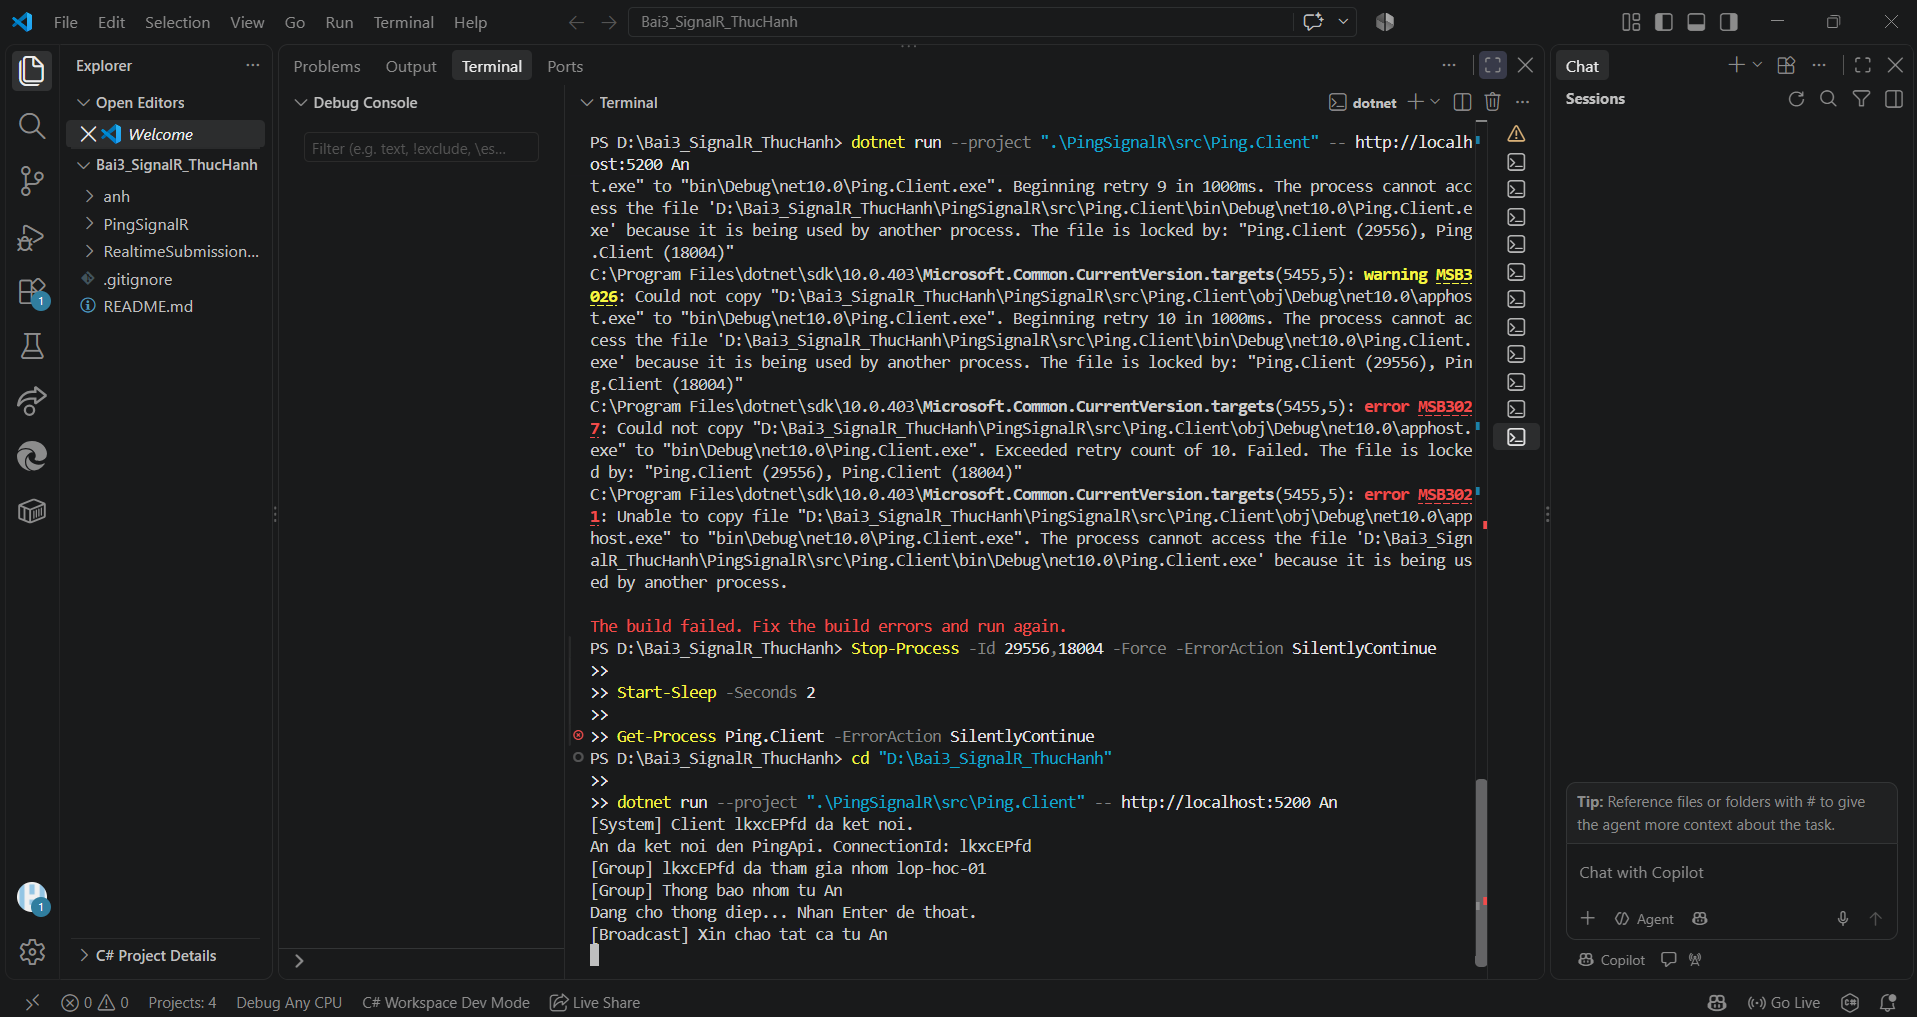 File Edit Selection View Go Run Terminal Help
Bai3_SignalR_ThucHanh
Explorer
Open Editors
Welcome
Bai3_SignalR_ThucHanh
anh
PingSignalR
RealtimeSubmission...
.gitignore
README.md
C# Project Details
1
1
Problems Output Terminal Ports
Debug Console
Filter (e.g. text, !exclude, \es...
Terminal
dotnet
PS D:\Bai3_SignalR_ThucHanh> dotnet run --project ".\PingSignalR\src\Ping.Client" -- http://localh
ost:5200 An
t.exe" to "bin\Debug\net10.0\Ping.Client.exe". Beginning retry 9 in 1000ms. The process cannot acc
ess the file 'D:\Bai3_SignalR_ThucHanh\PingSignalR\src\Ping.Client\bin\Debug\net10.0\Ping.Client.e
xe' because it is being used by another process. The file is locked by: "Ping.Client (29556), Ping
.Client (18004)"
C:\Program Files\dotnet\sdk\10.0.403\Microsoft.Common.CurrentVersion.targets(5455,5): warning MSB3
026: Could not copy "D:\Bai3_SignalR_ThucHanh\PingSignalR\src\Ping.Client\obj\Debug\net10.0\apphos
t.exe" to "bin\Debug\net10.0\Ping.Client.exe". Beginning retry 10 in 1000ms. The process cannot ac
cess the file 'D:\Bai3_SignalR_ThucHanh\PingSignalR\src\Ping.Client\bin\Debug\net10.0\Ping.Client.
exe' because it is being used by another process. The file is locked by: "Ping.Client (29556), Pin
g.Client (18004)"
C:\Program Files\dotnet\sdk\10.0.403\Microsoft.Common.CurrentVersion.targets(5455,5): error MSB302
7: Could not copy "D:\Bai3_SignalR_ThucHanh\PingSignalR\src\Ping.Client\obj\Debug\net10.0\apphost.
exe" to "bin\Debug\net10.0\Ping.Client.exe". Exceeded retry count of 10. Failed. The file is locke
d by: "Ping.Client (29556), Ping.Client (18004)"
C:\Program Files\dotnet\sdk\10.0.403\Microsoft.Common.CurrentVersion.targets(5455,5): error MSB302
1: Unable to copy file "D:\Bai3_SignalR_ThucHanh\PingSignalR\src\Ping.Client\obj\Debug\net10.0\app
host.exe" to "bin\Debug\net10.0\Ping.Client.exe". The process cannot access the file 'D:\Bai3_Sign
alR_ThucHanh\PingSignalR\src\Ping.Client\bin\Debug\net10.0\Ping.Client.exe' because it is being us
ed by another process.
The build failed. Fix the build errors and run again.
PS D:\Bai3_SignalR_ThucHanh> Stop-Process -Id 29556,18004 -Force -ErrorAction SilentlyContinue
>>
>> Start-Sleep -Seconds 2
>>
>> Get-Process Ping.Client -ErrorAction SilentlyContinue
PS D:\Bai3_SignalR_ThucHanh> cd "D:\Bai3_SignalR_ThucHanh"
>>
>> dotnet run --project ".\PingSignalR\src\Ping.Client" -- http://localhost:5200 An
[System] Client lkxcEPfd da ket noi.
An da ket noi den PingApi. ConnectionId: lkxcEPfd
[Group] lkxcEPfd da tham gia nhom lop-hoc-01
[Group] Thong bao nhom tu An
Dang cho thong diep... Nhan Enter de thoat.
[Broadcast] Xin chao tat ca tu An
Chat
Sessions
Tip: Reference files or folders with # to give
the agent more context about the task.
Chat with Copilot
Agent
Copilot
0 0 Projects: 4 Debug Any CPU C# Workspace Dev Mode Live Share
Go Live